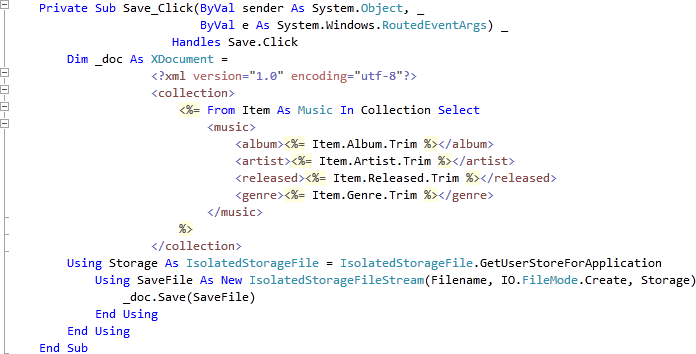 Private Sub Save_Click(ByVal sender As System.Object, _
ByVal e As System.Windows.RoutedEventArgs) _
Handles Save.Click
Dim _doc As XDocument =
<?xml version="1.0" encoding="utf-8"?>
<collection>
<%= From Item As Music In Collection Select
<music>
<album><%= Item.Album.Trim %></album>
<artist><%= Item.Artist.Trim %></artist>
<released><%= Item.Released.Trim %></released>
<genre><%= Item.Genre.Trim %></genre>
</music>
%>
</collection>
Using Storage As IsolatedStorageFile = IsolatedStorageFile.GetUserStoreForApplication
Using SaveFile As New IsolatedStorageFileStream(Filename, IO.FileMode.Create, Storage)
_doc.Save(SaveFile)
End Using
End Using
End Sub